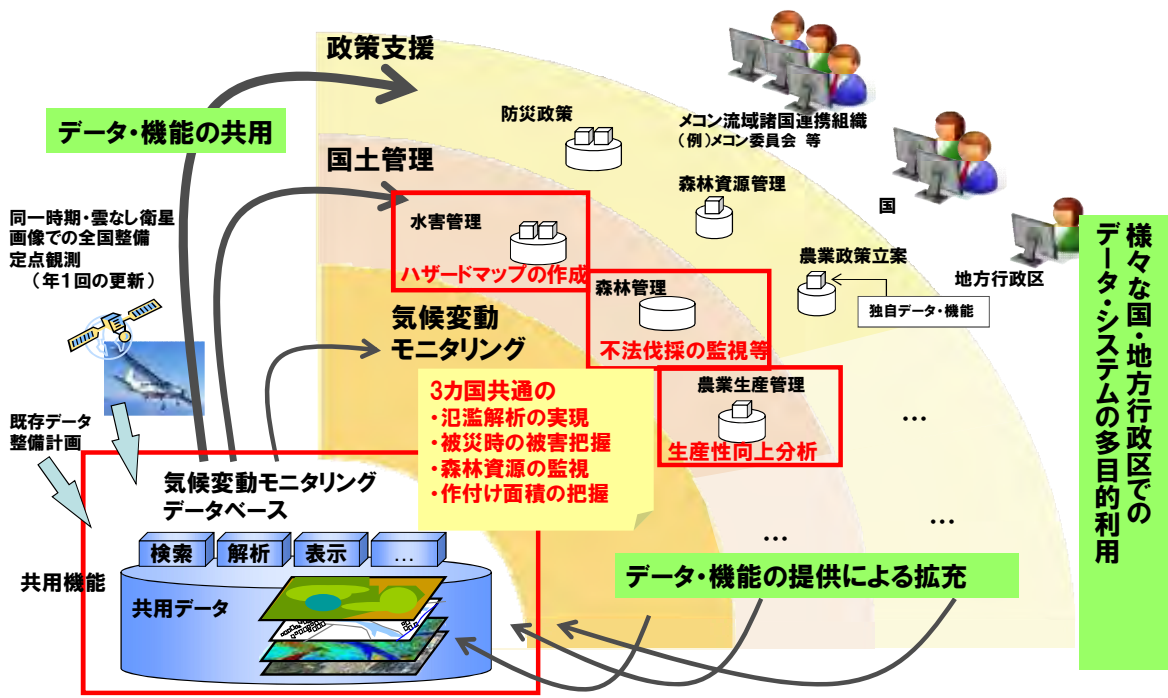 政策支援
データ・機能の共用
防災政策
メコン流域諸国連携組織
(例)メコン委員会 等
国土管理
森林資源管理
国
同一時期・雲なし衛星
画像での全国整備
定点観測
(年1回の更新)
水害管理
ハザードマップの作成
農業政策立案
地方行政区
独自データ・機能
森林管理
不法伐採の監視等
気候変動
モニタリング
農業生産管理
生産性向上分析
3カ国共通の
・氾濫解析の実現
・被災時の被害把握
・森林資源の監視
・作付け面積の把握
…
…
…
既存データ
整備計画
気候変動モニタリング
データベース
検索
解析
表示
…
共用機能
共用データ
データ・機能の提供による拡充
様々な国・地方行政区での
データ・システムの多目的利用